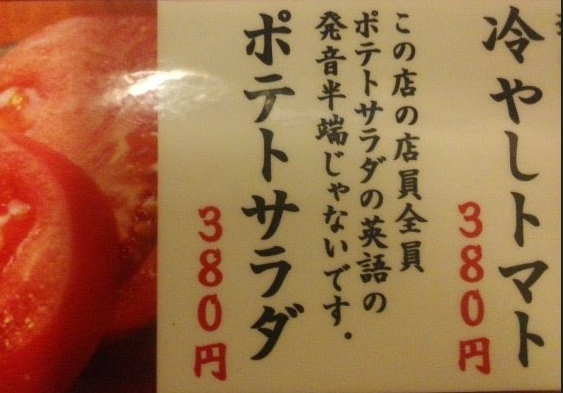 冷やしトマト
380円
この店の店員全員
ポテトサラダの英語の
発音半端じゃないです.
ポテトサラダ
380円